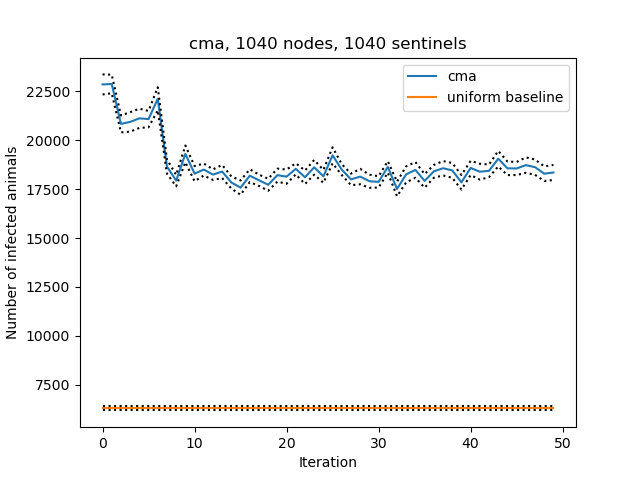 cma, 1040 nodes, 1040 sentinels
cma
uniform baseline
Number of infected animals
22500
20000
17500
15000
12500
10000
7500
0 10 20 30 40 50
Iteration